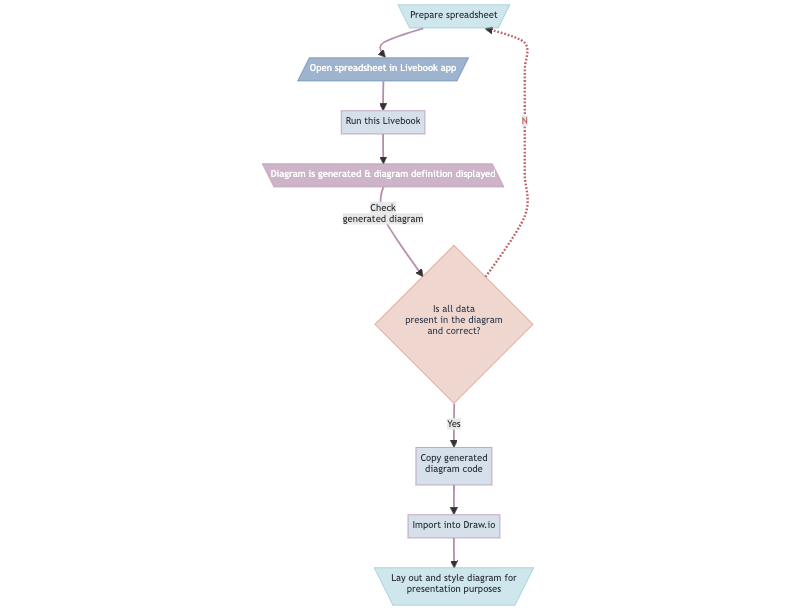 Prepare spreadsheet
Open spreadsheet in Livebook app
Run this Livebook
N
Diagram is generated & diagram definition displayed
Check
generated diagram
Is all data
present in the diagram
and correct?
Yes
Copy generated
diagram code
Import into Draw.io
Lay out and style diagram for
presentation purposes